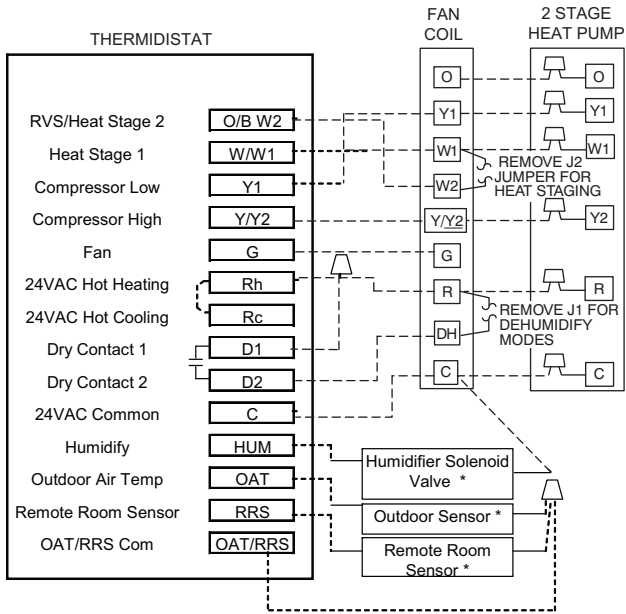 FAN COIL
2 STAGE HEAT PUMP
THERMIDISTAT
RVS/Heat Stage 2
O/B W2
Heat Stage 1
W/W1
Compressor Low
Y1
Compressor High
Y/Y2
Fan
G
24VAC Hot Heating
Rh
24VAC Hot Cooling
Rc
Dry Contact 1
D1
Dry Contact 2
D2
24VAC Common
C
Humidify
HUM
Outdoor Air Temp
OAT
Remote Room Sensor
RRS
OAT/RRS Com
OAT/RRS
O
Y1
W1
W2
Y/Y2
G
R
DH
C
REMOVE J2
JUMPER FOR
HEAT STAGING
REMOVE J1 FOR
DEHUMIDIFY
MODES
O
Y1
W1
Y2
R
C
Humidifier Solenoid
Valve *
Outdoor Sensor *
Remote Room
Sensor *